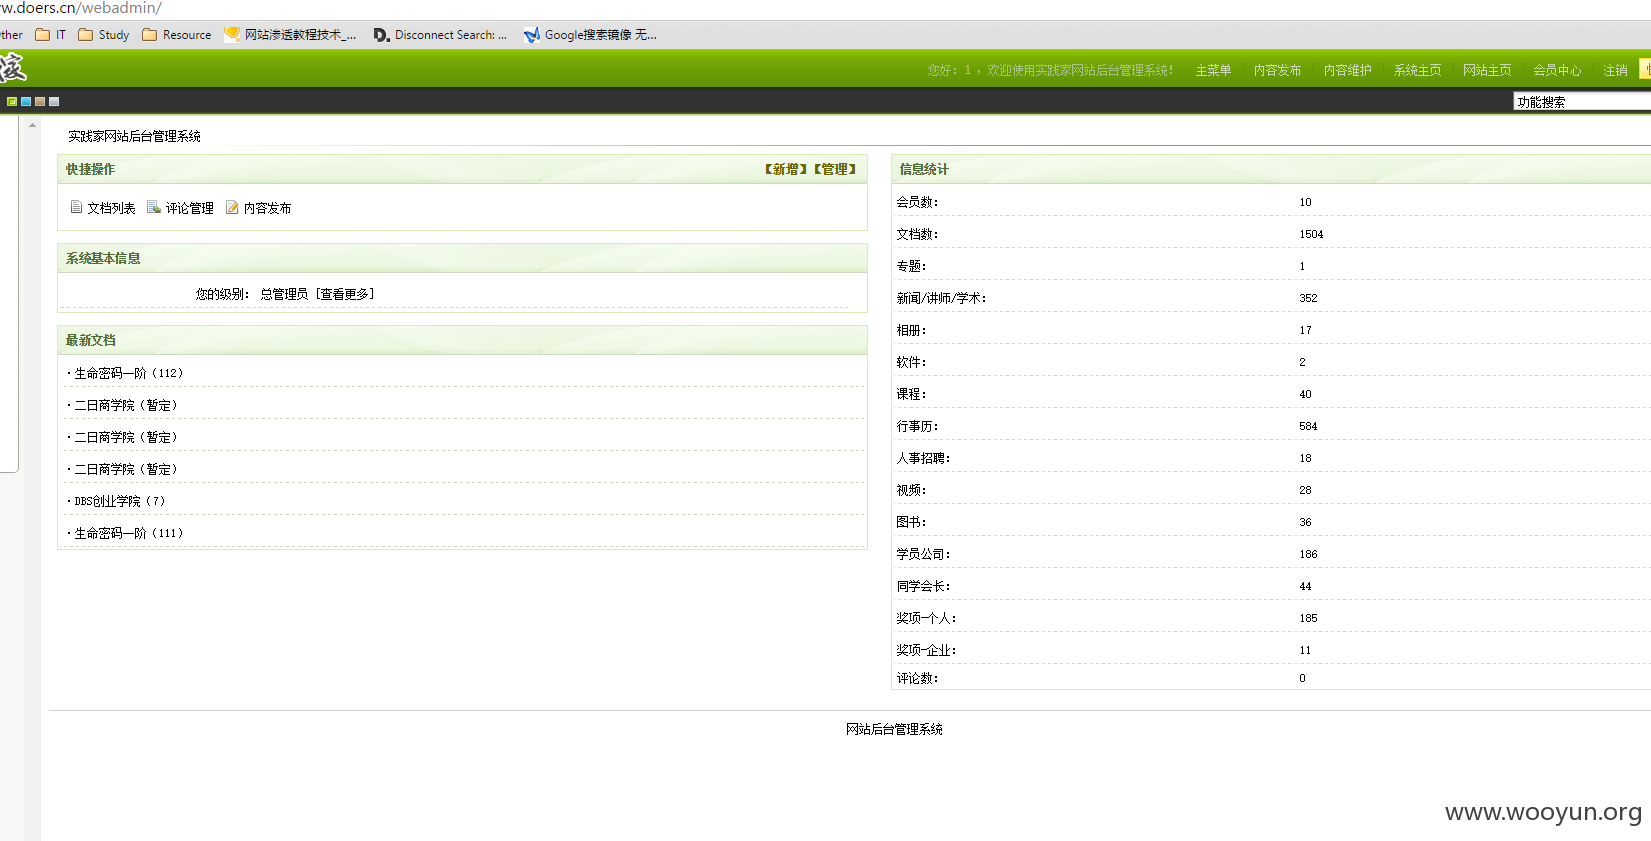 w.doers.cn/webadmin/
ther IT Study Resource 网站渗透教程技术_... Disconnect Search: ... Google搜索镜像 无...
您好：1 ，欢迎使用实践家网站后台管理系统！ 主菜单 内容发布 内容维护 系统主页 网站主页 会员中心 注销
功能搜索
实践家网站后台管理系统
快捷操作 【新增】【管理】
文档列表 评论管理 内容发布
系统基本信息
您的级别： 总管理员 [查看更多]
最新文档
·生命密码一阶（112）
·二日商学院（暂定）
·二日商学院（暂定）
·二日商学院（暂定）
·DBS创业学院（7）
·生命密码一阶（111）
信息统计
会员数： 10
文档数： 1504
专题： 1
新闻/讲师/学术： 352
相册： 17
软件： 2
课程： 40
行事历： 584
人事招聘： 18
视频： 28
图书： 36
学员公司： 186
同学会长： 44
奖项-个人： 185
奖项-企业： 11
评论数： 0
网站后台管理系统
www.wooyun.org